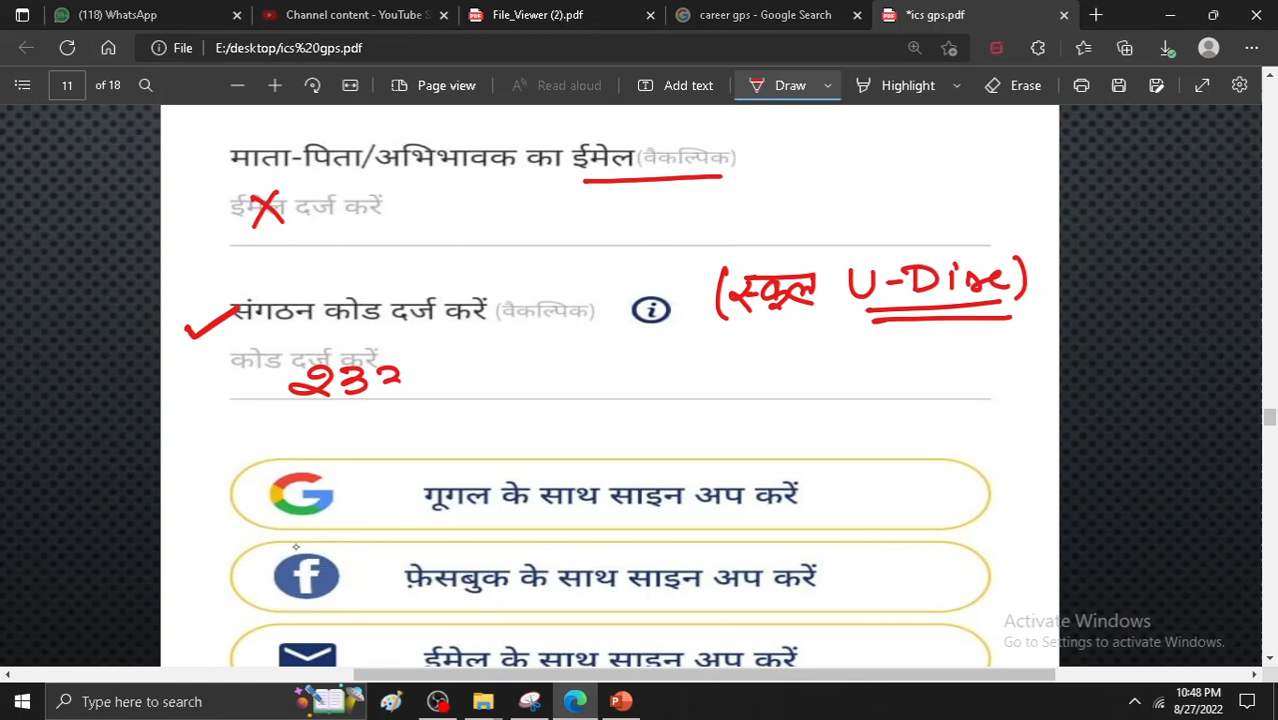 (118) WhatsApp
Channel content - YouTube S
File_Viewer (2).pdf
career gps - Google Search
*ics gps.pdf
File
E:/desktop/ics%20gps.pdf
11 of 18
Page view
Read aloud
Add text
Draw
Highlight
Erase
माता-पिता/अभिभावक का ईमेल(वैकल्पिक)
ईमेल दर्ज करें
(स्कूल U-Dise)
संगठन कोड दर्ज करें (वैकल्पिक)
कोड दर्ज करें
232
गूगल के साथ साइन अप करें
फ़ेसबुक के साथ साइन अप करें
ईमेल के साथ साइन अप करें
Activate Windows
Go to Settings to activate Windows.
Type here to search
10:48 PM
8/27/2022